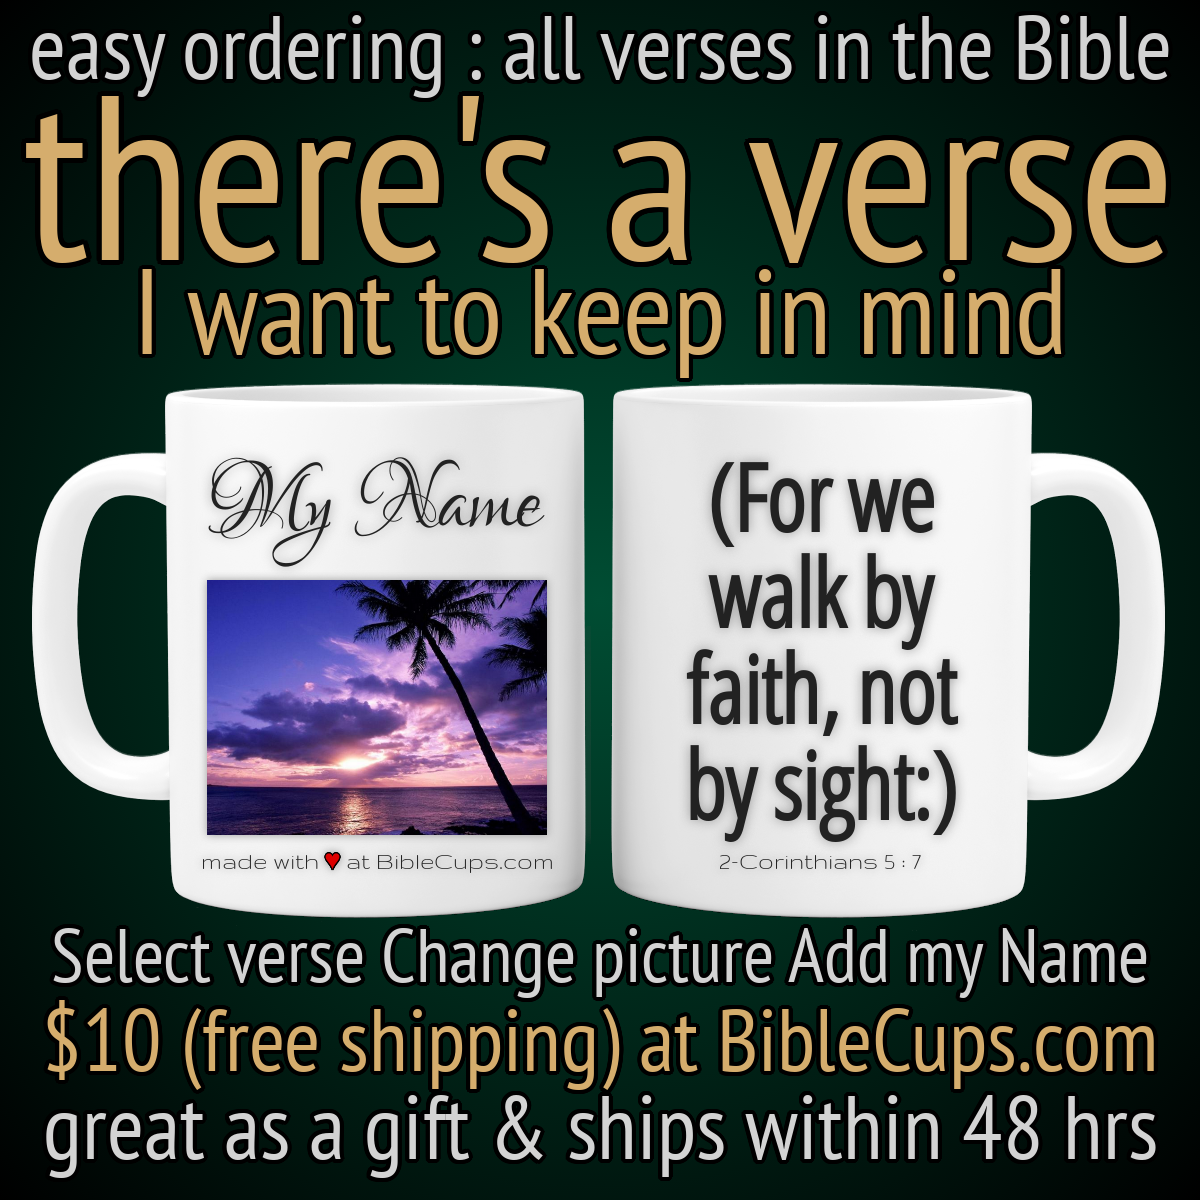 easy ordering : all verses in the Bible
there's a verse
I want to keep in mind
My Name
made with ♥ at BibleCups.com
(For we
walk by
faith, not
by sight:)
2-Corinthians 5 : 7
Select verse Change picture Add my Name
$10 (free shipping) at BibleCups.com
great as a gift & ships within 48 hrs